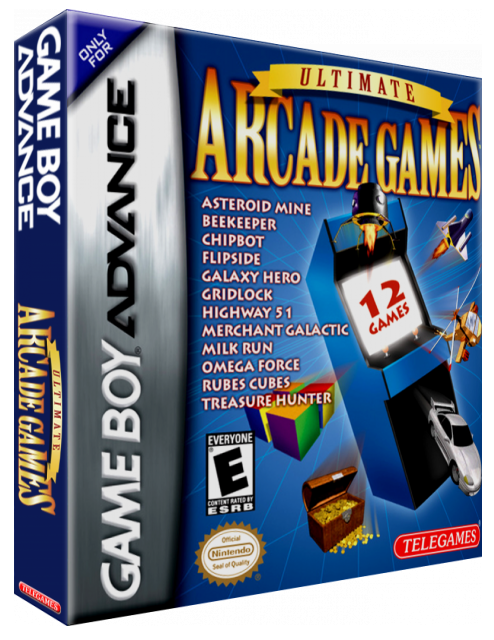 GAME BOY
ADVANCE
ULTIMATE
ARCADE GAMES
TELEGAMES
ONLY
FOR
GAME BOY ADVANCE
ULTIMATE
ARCADE GAMES
ASTEROID MINE
BEEKEEPER
CHIPBOT
FLIPSIDE
GALAXY HERO
GRIDLOCK
HIGHWAY 51
MERCHANT GALACTIC
MILK RUN
OMEGA FORCE
RUBES CUBES
TREASURE HUNTER
12
GAMES
EVERYONE
E
CONTENT RATED BY
ESRB
Official
Nintendo
Seal of Quality
TELEGAMES